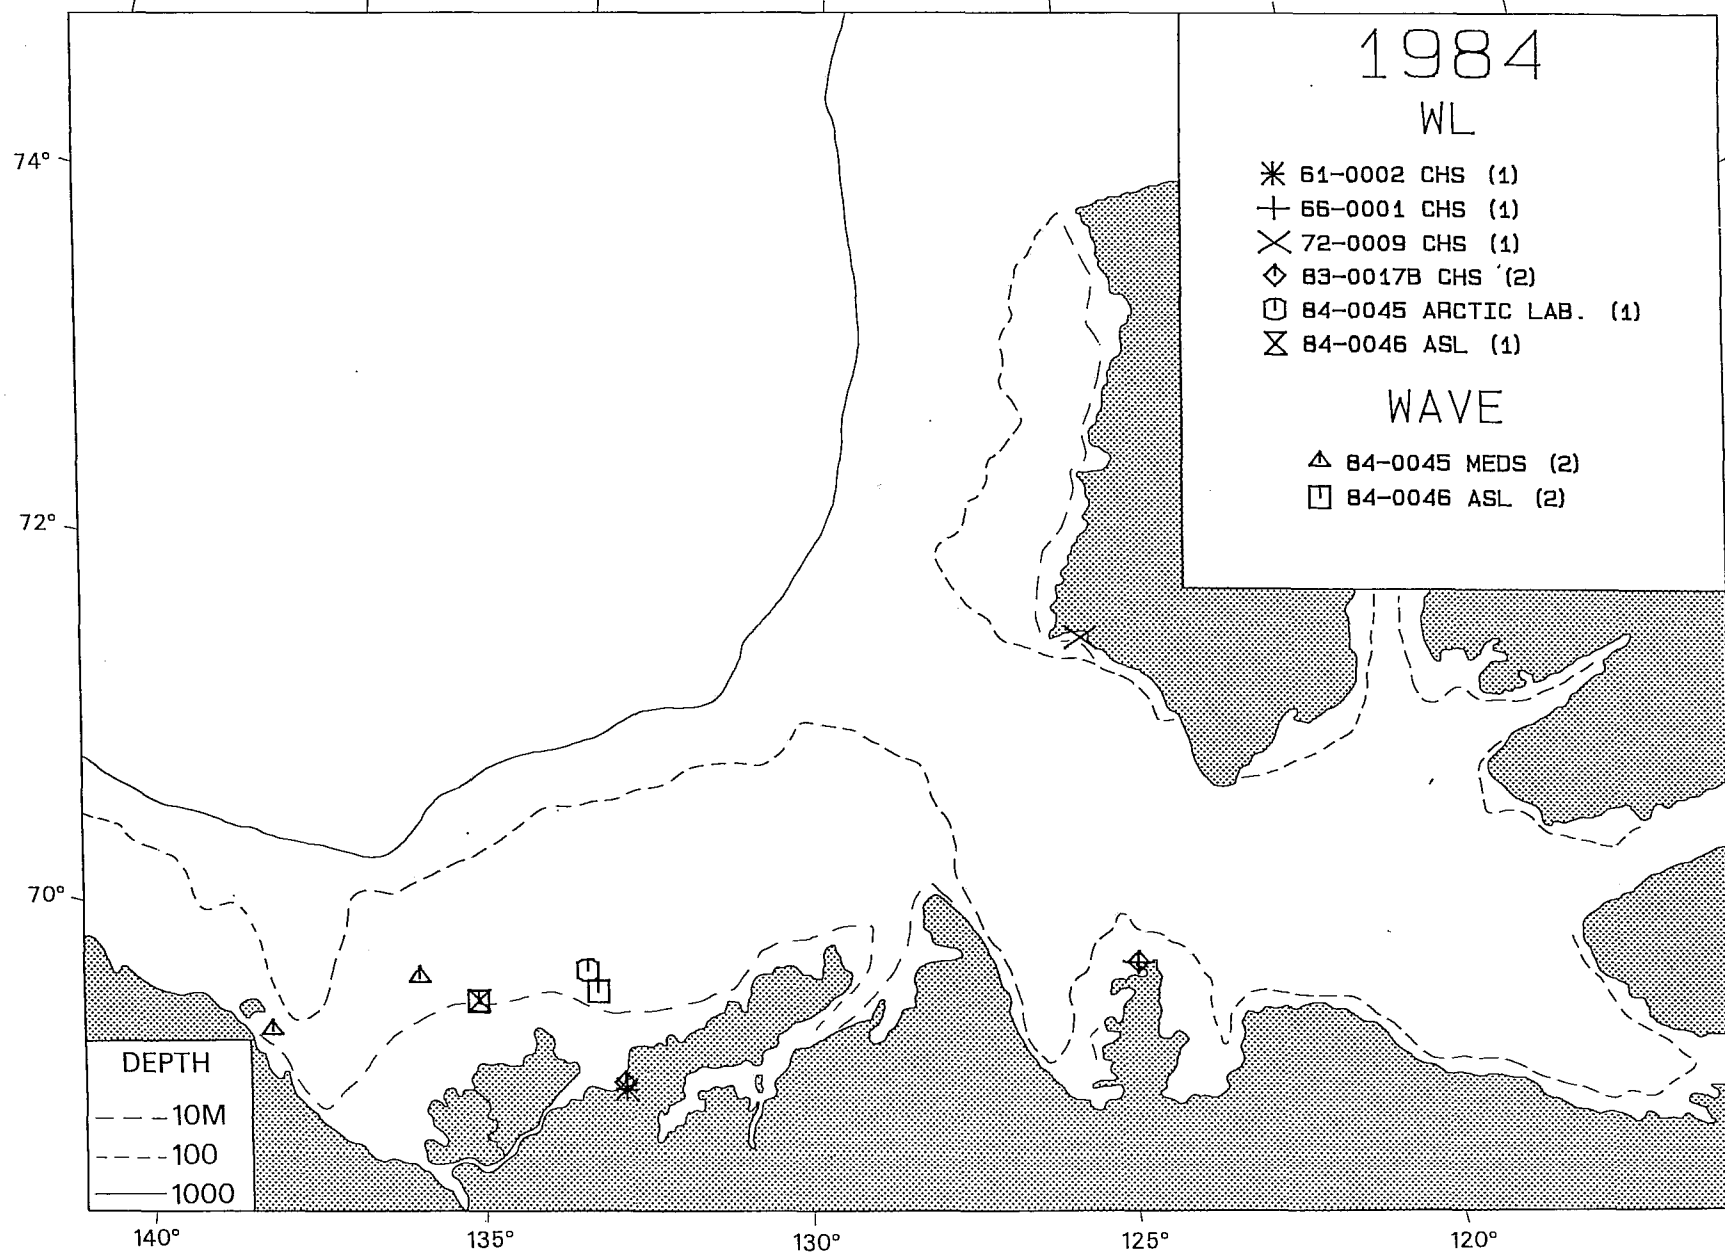 1984
WL
61-0002 CHS (1)
66-0001 CHS (1)
72-0009 CHS (1)
83-0017B CHS (2)
84-0045 ARCTIC LAB. (1)
84-0046 ASL (1)
WAVE
84-0045 MEDS (2)
84-0046 ASL (2)
74°
72°
70°
DEPTH
10M
100
1000
140°
135°
130°
125°
120°